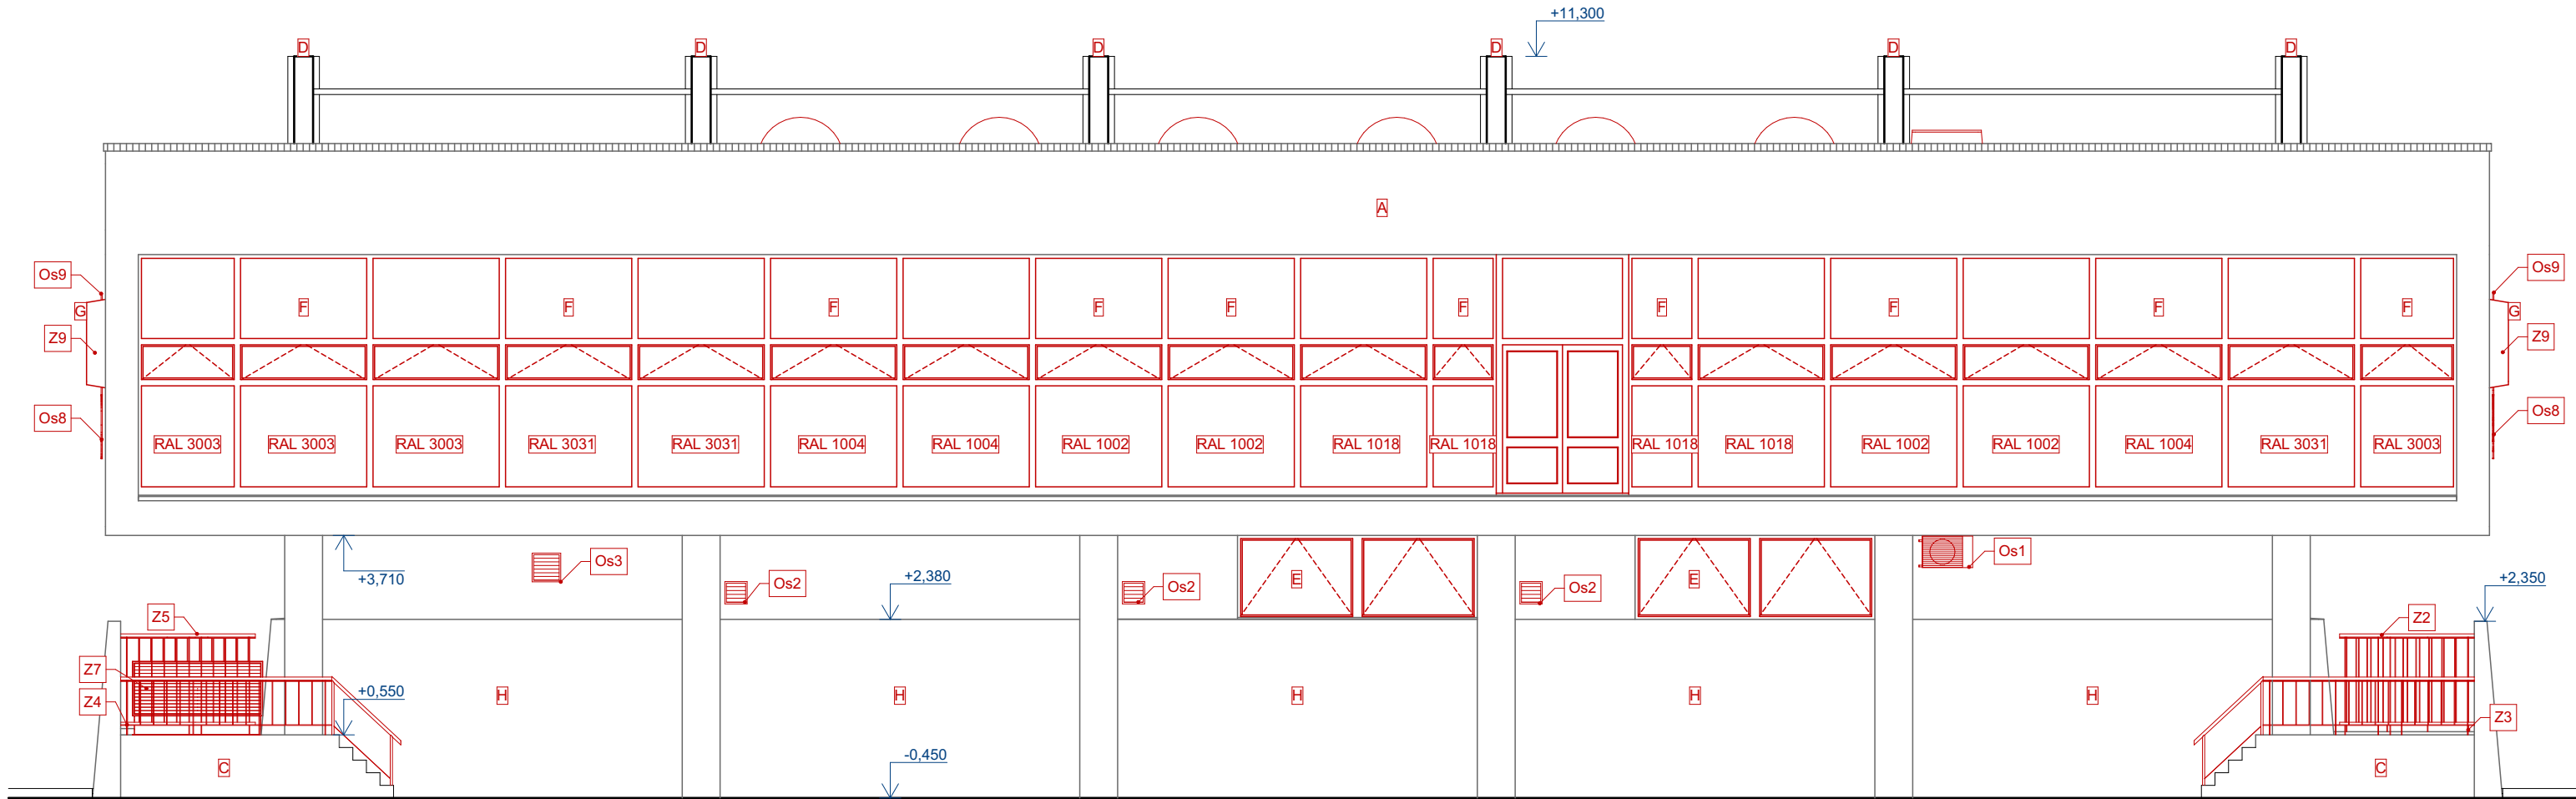 +11,300
D D D D D D
A
Os9 Os9
G F F F F F F F F F F G
Z9 Z9
Os8 Os8
RAL 3003 RAL 3003 RAL 3003 RAL 3031 RAL 3031 RAL 1004 RAL 1004 RAL 1002 RAL 1002 RAL 1018 RAL 1018 RAL 1018 RAL 1018 RAL 1002 RAL 1002 RAL 1004 RAL 3031 RAL 3003
Os3 Os1
+3,710 Os2 +2,380 Os2 E Os2 E +2,350
Z5 Z2
Z7
+0,550 H H H H H
Z4 Z3
-0,450
C C